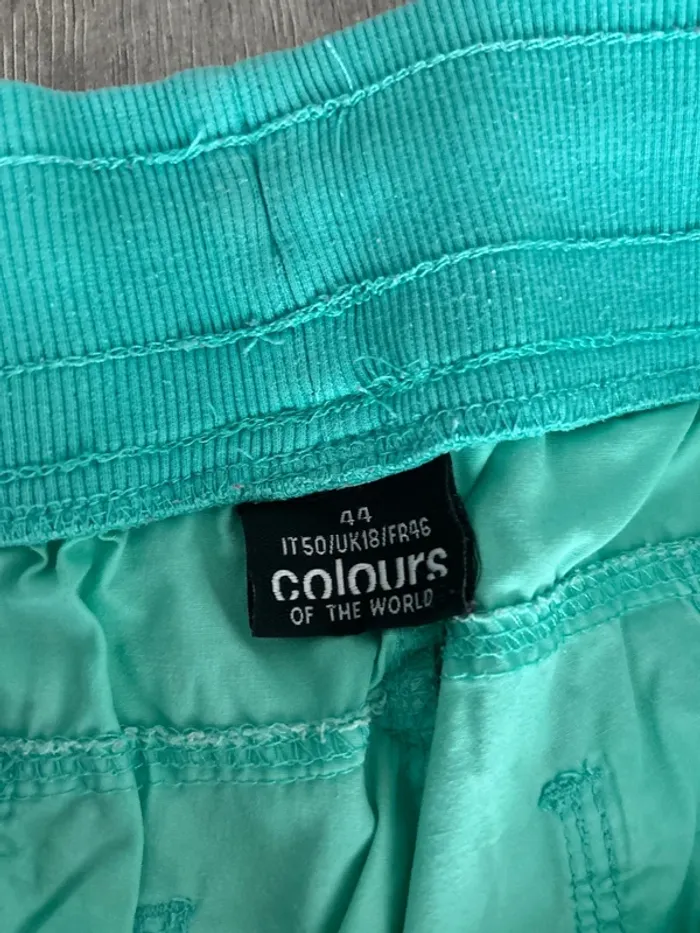 44
IT50/UK18/FR46
colours
OF THE WORLD